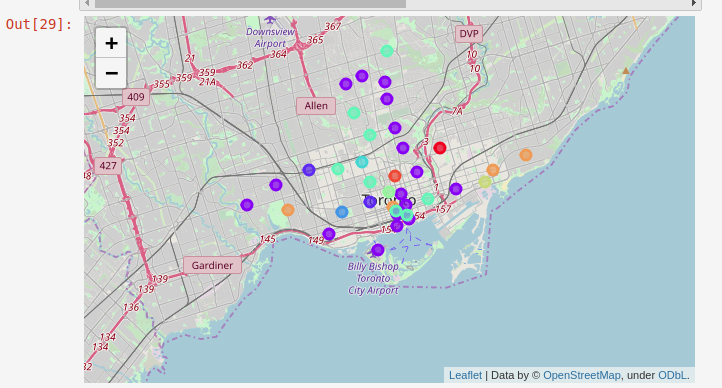 Out[29]:
+
−
Downsview
Airport
367
365
364
362
DVP
10
10
21
359
359
21A
355
409
354
354
352
Allen
7A
3
427
1
Toronto
157
54
145
149
Gardiner
139
139
136
134
134
Billy Bishop
Toronto
City Airport
Leaflet | Data by © OpenStreetMap, under ODbL.